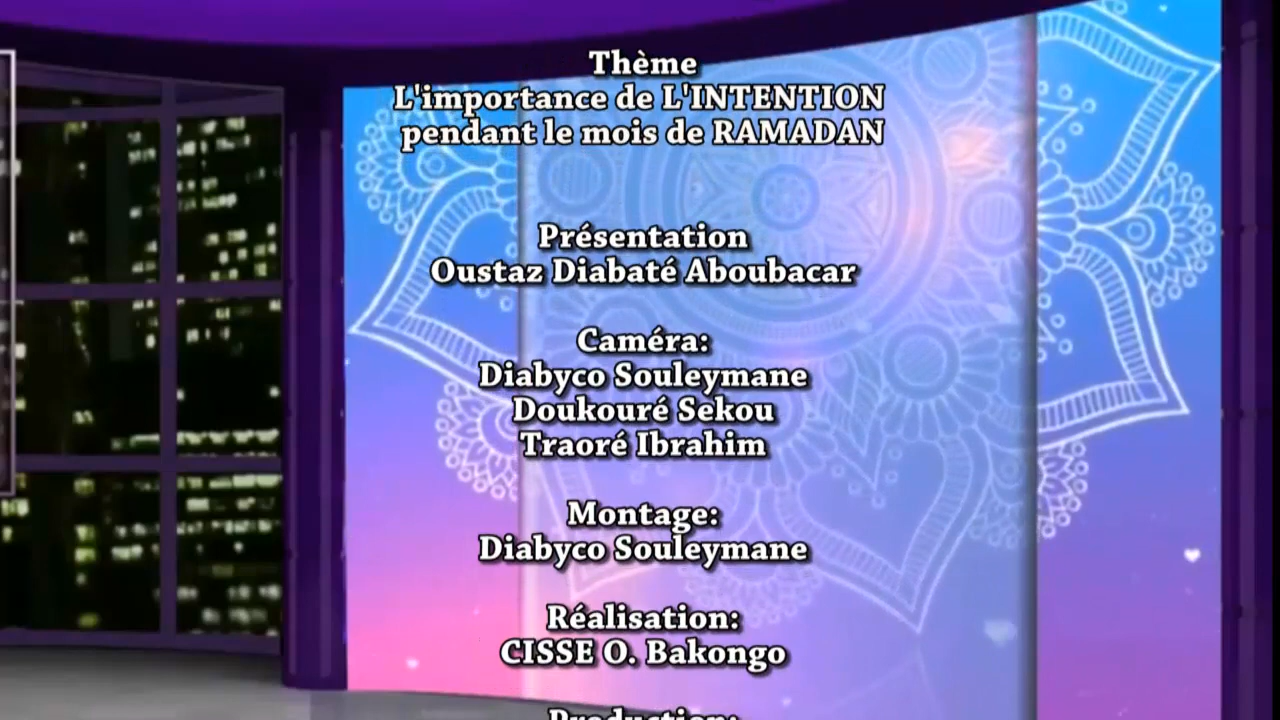 Thème
L'importance de L'INTENTION
pendant le mois de RAMADAN
Présentation
Oustaz Diabaté Aboubacar
Caméra:
Diabyco Souleymane
Doukouré Sekou
Traoré Ibrahim
Montage:
Diabyco Souleymane
Réalisation:
CISSE O. Bakongo
Production: